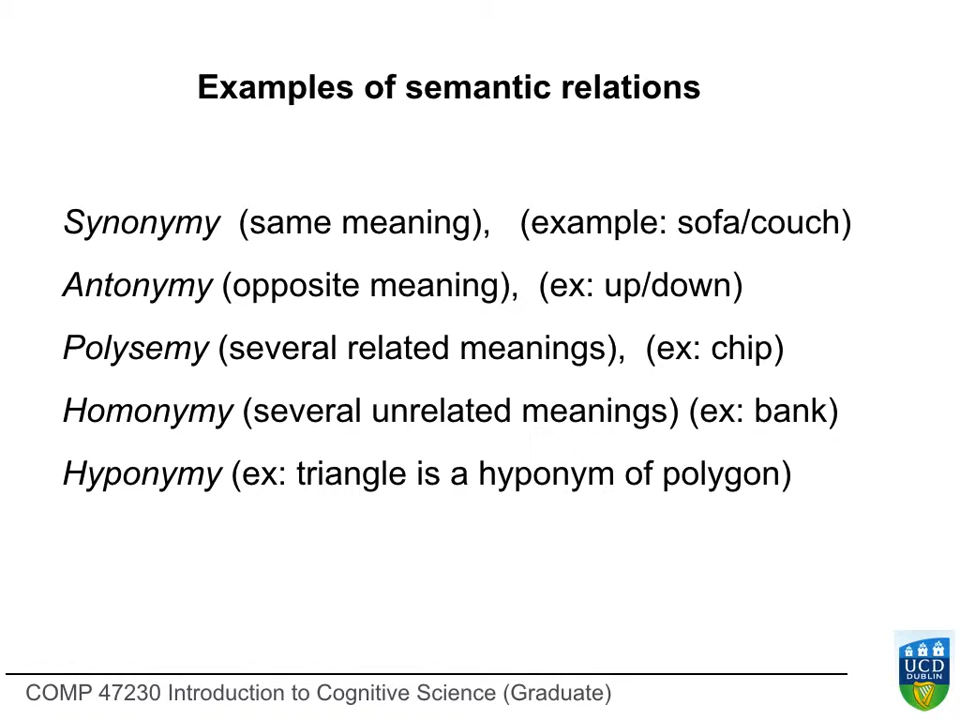 Examples of semantic relations
Synonymy (same meaning), (example: sofa/couch)
Antonymy (opposite meaning), (ex: up/down)
Polysemy (several related meanings), (ex: chip)
Homonymy (several unrelated meanings) (ex: bank)
Hyponymy (ex: triangle is a hyponym of polygon)
UCD
DUBLIN
COMP 47230 Introduction to Cognitive Science (Graduate)